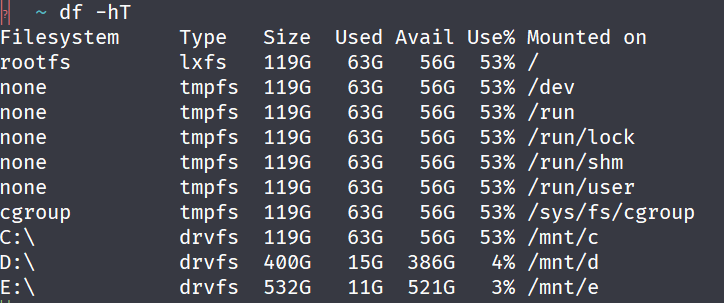 ~ df -hT
Filesystem     Type   Size  Used Avail Use% Mounted on
rootfs         lxfs   119G   63G   56G  53% /
none           tmpfs  119G   63G   56G  53% /dev
none           tmpfs  119G   63G   56G  53% /run
none           tmpfs  119G   63G   56G  53% /run/lock
none           tmpfs  119G   63G   56G  53% /run/shm
none           tmpfs  119G   63G   56G  53% /run/user
cgroup         tmpfs  119G   63G   56G  53% /sys/fs/cgroup
C:\            drvfs  119G   63G   56G  53% /mnt/c
D:\            drvfs  400G   15G  386G   4% /mnt/d
E:\            drvfs  532G   11G  521G   3% /mnt/e